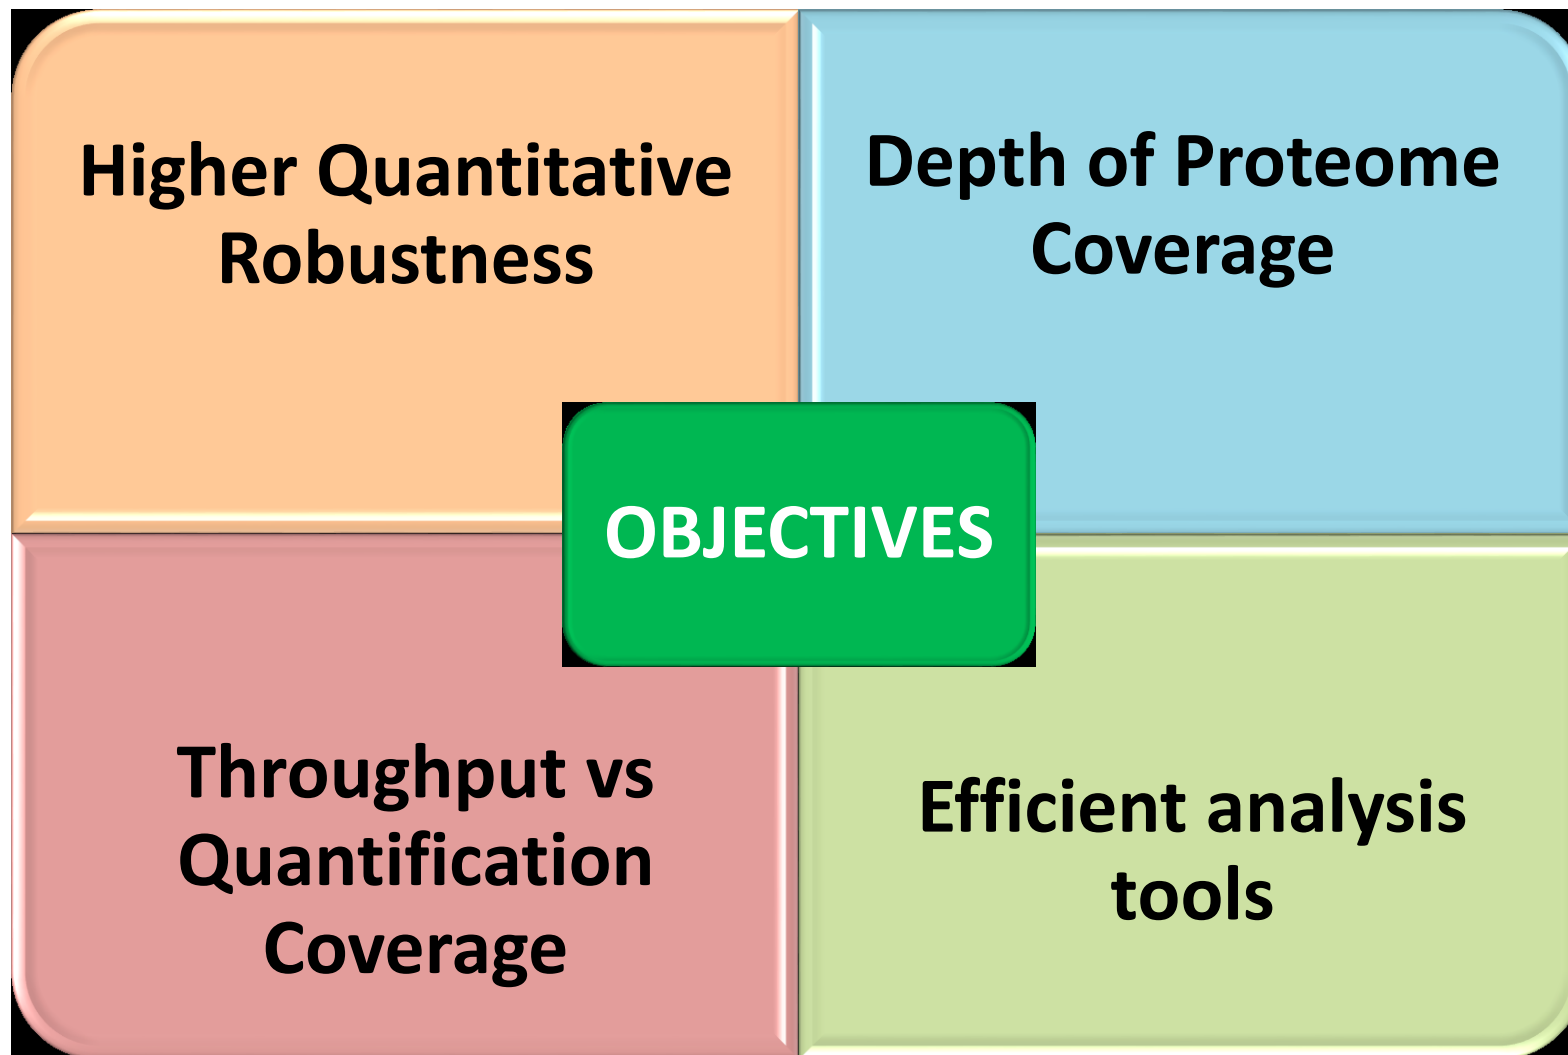 Higher Quantitative
Robustness
Depth of Proteome
Coverage
OBJECTIVES
Throughput vs
Quantification
Coverage
Efficient analysis
tools